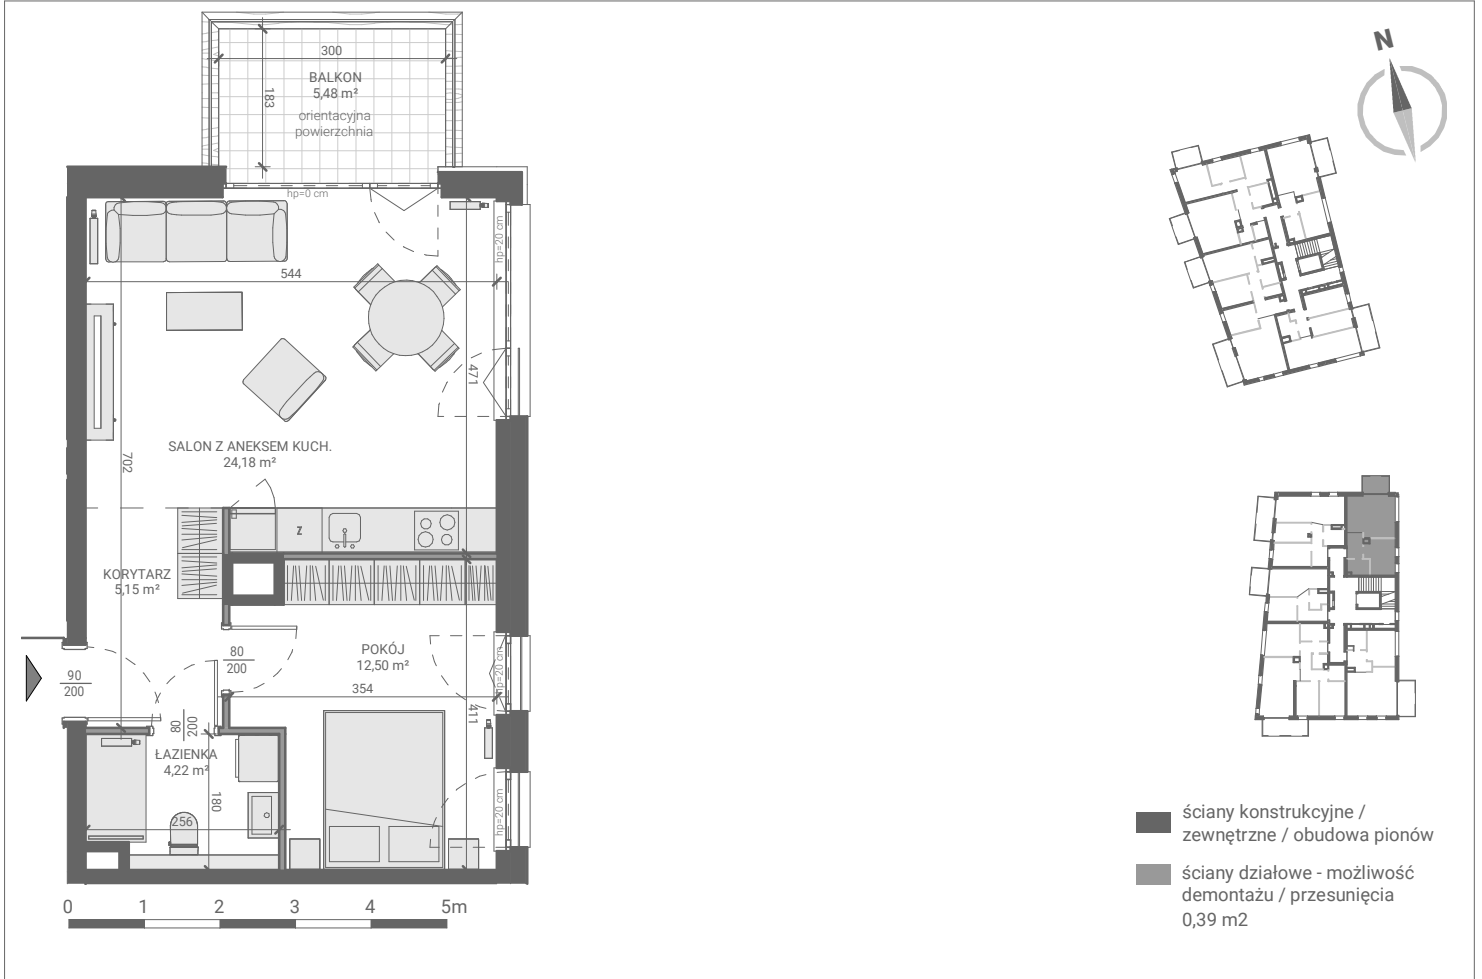 300
BALKON
5,48 m²
183
orientacyjna
powierzchnia
hp=0 cm
hp=20 cm
544
471
SALON Z ANEKSEM KUCH.
24,18 m²
702
Z
KORYTARZ
5,15 m²
80
200
POKÓJ
12,50 m²
hp=20 cm
354
90
200
80
200
411
ŁAZIENKA
4,22 m²
180
256
hp=20 cm
0 1 2 3 4 5m
N
ściany konstrukcyjne /
zewnętrzne / obudowa pionów
ściany działowe - możliwość
demontażu / przesunięcia
0,39 m2